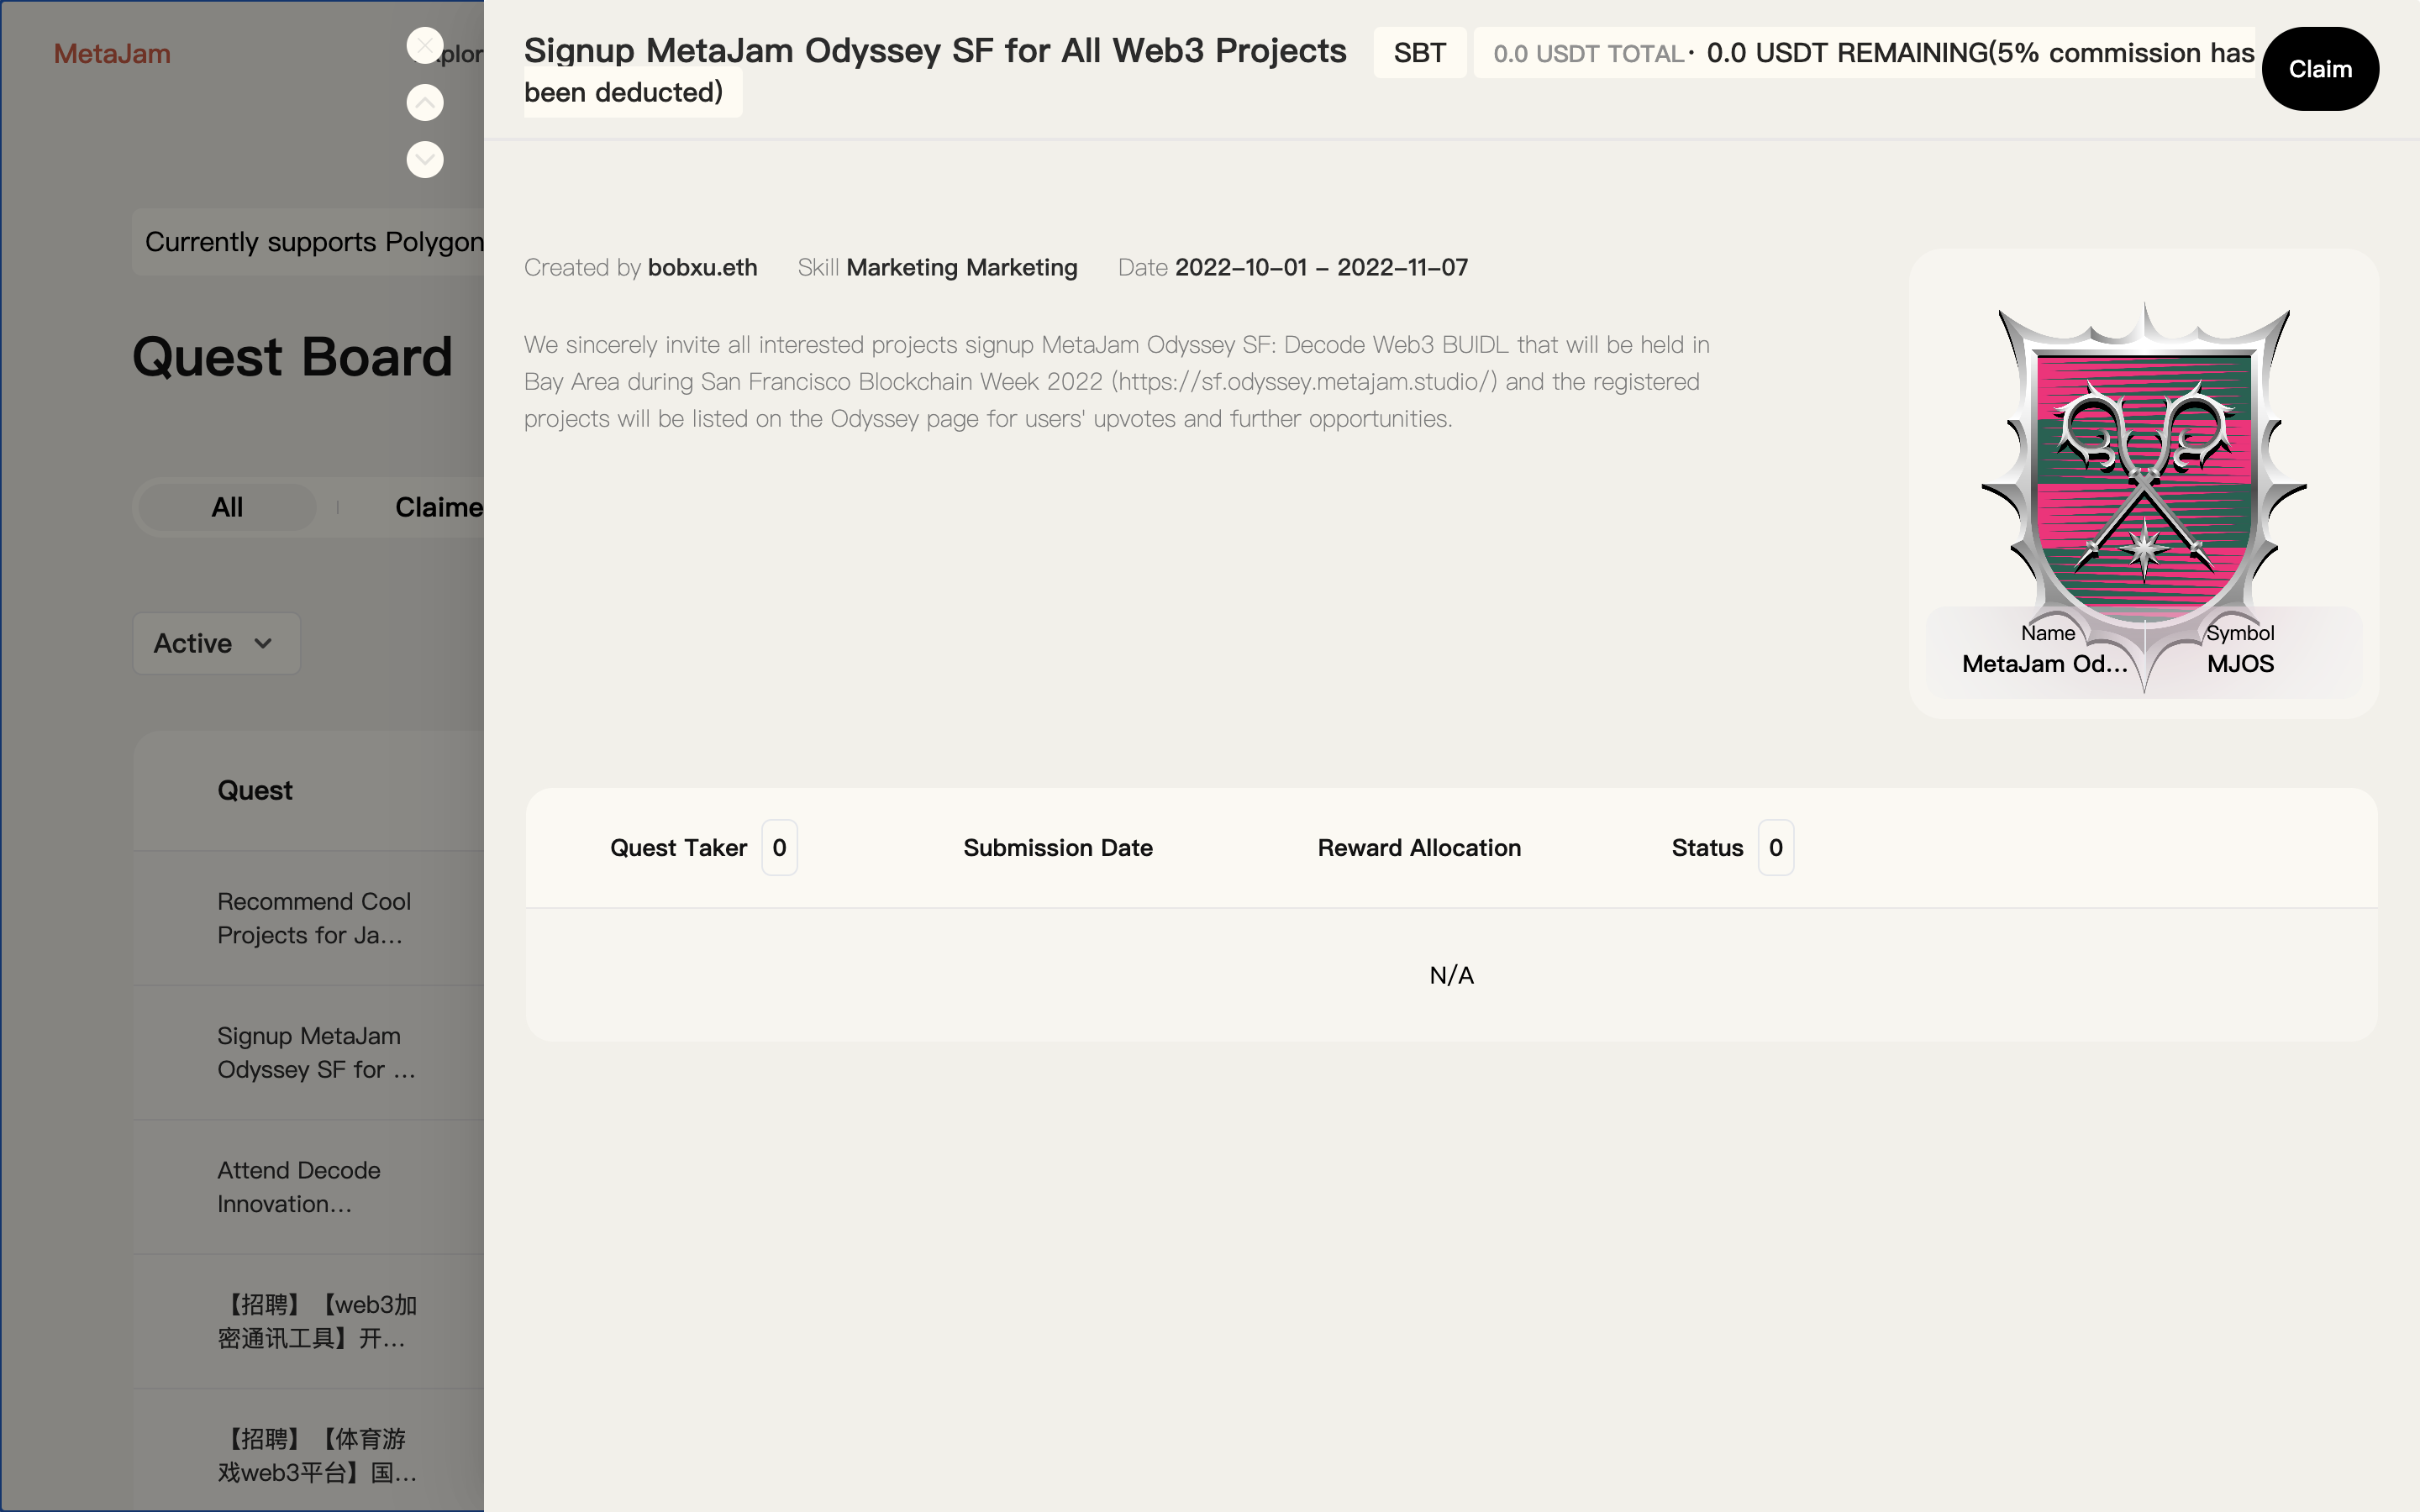 MetaJam
plor
Currently supports Polygon
Quest Board
All
Claime
Active
Quest
Recommend Cool
Projects for Ja...
Signup MetaJam
Odyssey SF for ...
Attend Decode
Innovation...
【招聘】【web3加
密通讯工具】开...
【招聘】【体育游
戏web3平台】国...
Signup MetaJam Odyssey SF for All Web3 Projects SBT 0.0 USDT TOTAL · 0.0 USDT REMAINING(5% commission has
been deducted)
Claim
Created by bobxu.eth Skill Marketing Marketing Date 2022-10-01 - 2022-11-07
We sincerely invite all interested projects signup MetaJam Odyssey SF: Decode Web3 BUIDL that will be held in
Bay Area during San Francisco Blockchain Week 2022 (https://sf.odyssey.metajam.studio/) and the registered
projects will be listed on the Odyssey page for users' upvotes and further opportunities.
Name Symbol
MetaJam Od... MJOS
Quest Taker 0 Submission Date Reward Allocation Status 0
N/A